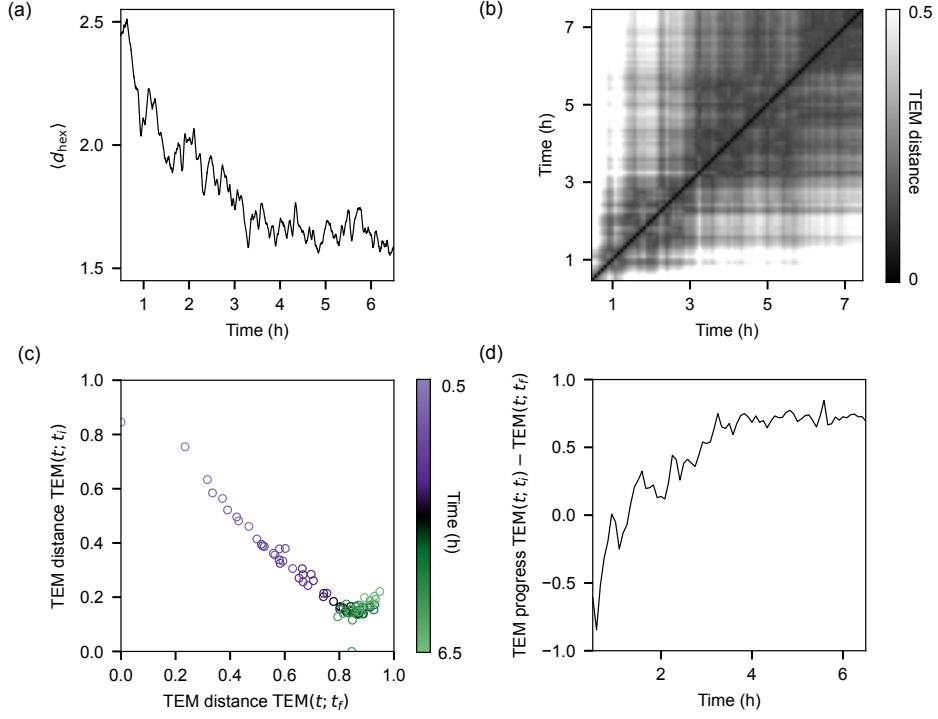 (a)
2.5
2.0
1.5
⟨d_hex⟩
1 2 3 4 5 6
Time (h)
(b)
7
5
3
1
Time (h)
1 3 5 7
Time (h)
0.5
0
TEM distance
(c)
1.0
0.8
0.6
0.4
0.2
0.0
TEM distance TEM(t; t_i)
0.0 0.2 0.4 0.6 0.8 1.0
TEM distance TEM(t; t_f)
0.5
6.5
Time (h)
(d)
1.0
0.5
0.0
−0.5
−1.0
TEM progress TEM(t; t_i) − TEM(t; t_f)
2 4 6
Time (h)